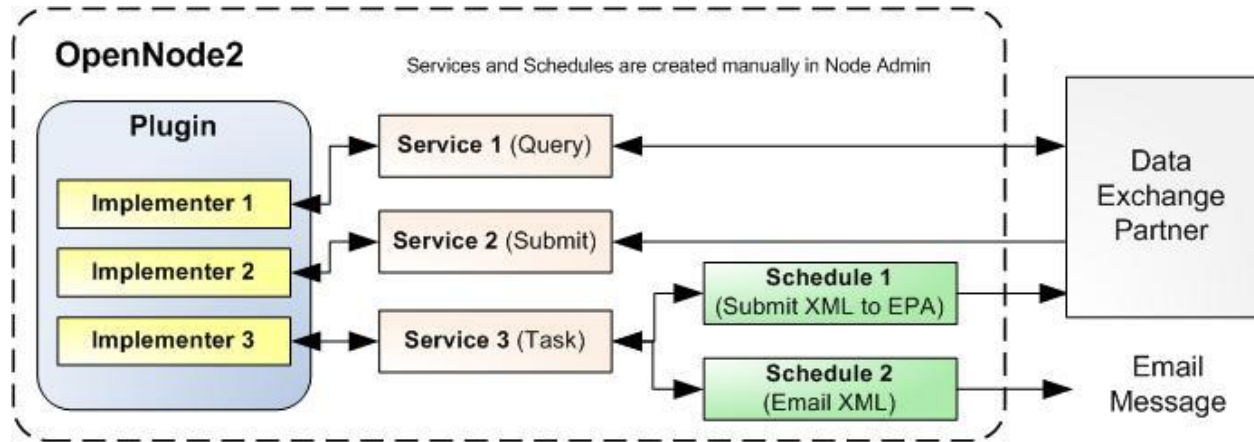 OpenNode2
Services and Schedules are created manually in Node Admin
Plugin
Implementer 1
Implementer 2
Implementer 3
Service 1 (Query)
Service 2 (Submit)
Service 3 (Task)
Schedule 1
(Submit XML to EPA)
Schedule 2
(Email XML)
Data
Exchange
Partner
Email
Message